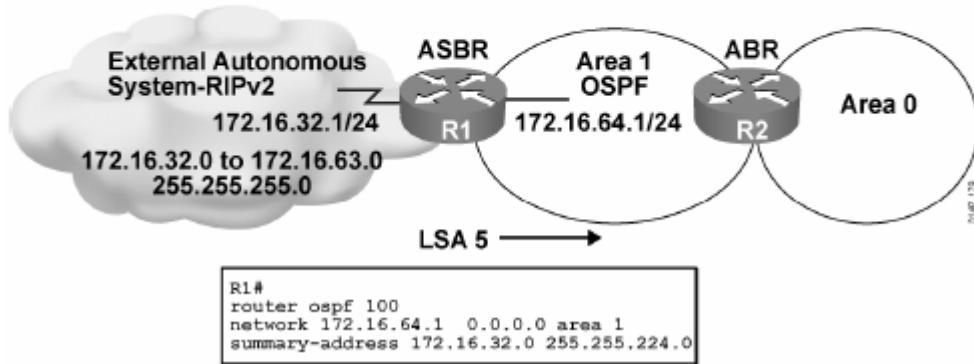 External Autonomous
System-RIPv2
172.16.32.1/24
172.16.32.0 to 172.16.63.0
255.255.255.0
ASBR
R1
Area 1
OSPF
172.16.64.1/24
ABR
R2
Area 0
LSA 5
R1#
router ospf 100
network 172.16.64.1 0.0.0.0 area 1
summary-address 172.16.32.0 255.255.224.0